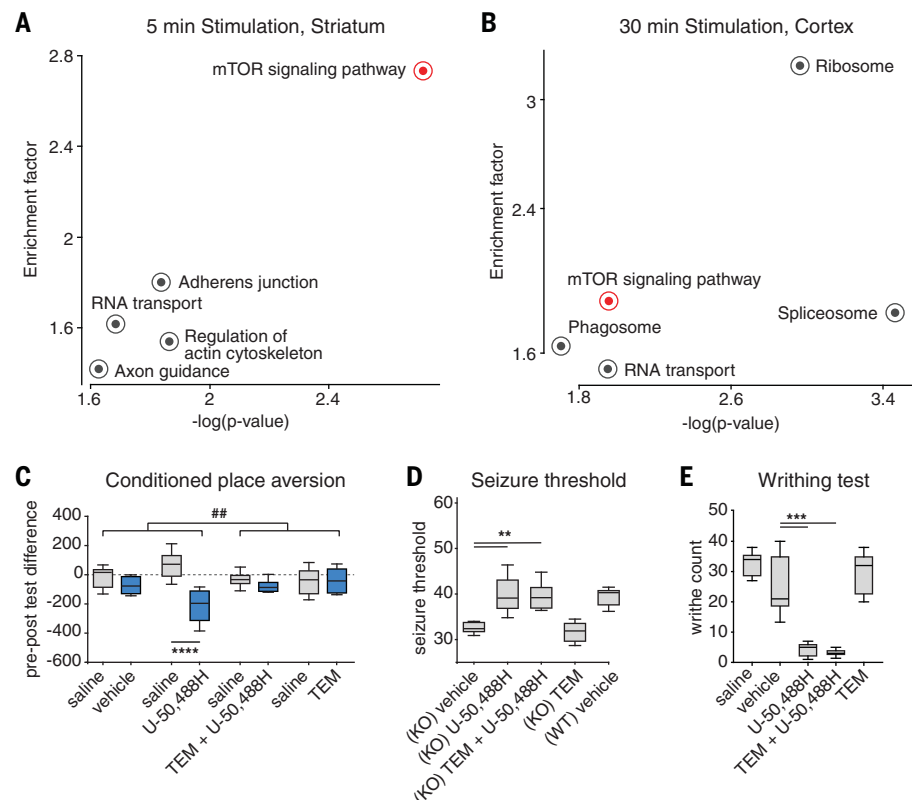 A
5 min Stimulation, Striatum
Enrichment factor
2.8
2.4
2
1.6
mTOR signaling pathway
Adherens junction
RNA transport
Regulation of
actin cytoskeleton
Axon guidance
1.6
2
2.4
-log(p-value)
B
30 min Stimulation, Cortex
Enrichment factor
3
2.4
1.6
Ribosome
mTOR signaling pathway
Spliceosome
Phagosome
RNA transport
1.8
2.6
3.4
-log(p-value)
C
Conditioned place aversion
pre-post test difference
400
200
0
-200
-400
-600
##
****
saline
vehicle
saline
U-50,488H
saline
TEM + U-50,488H
saline
TEM
D
Seizure threshold
seizure threshold
60
50
40
30
**
(KO) vehicle
(KO) U-50,488H
(KO) TEM + U-50,488H
(KO) TEM
(WT) vehicle
E
Writhing test
writhe count
50
40
30
20
10
0
***
saline
vehicle
U-50,488H
TEM + U-50,488H
TEM